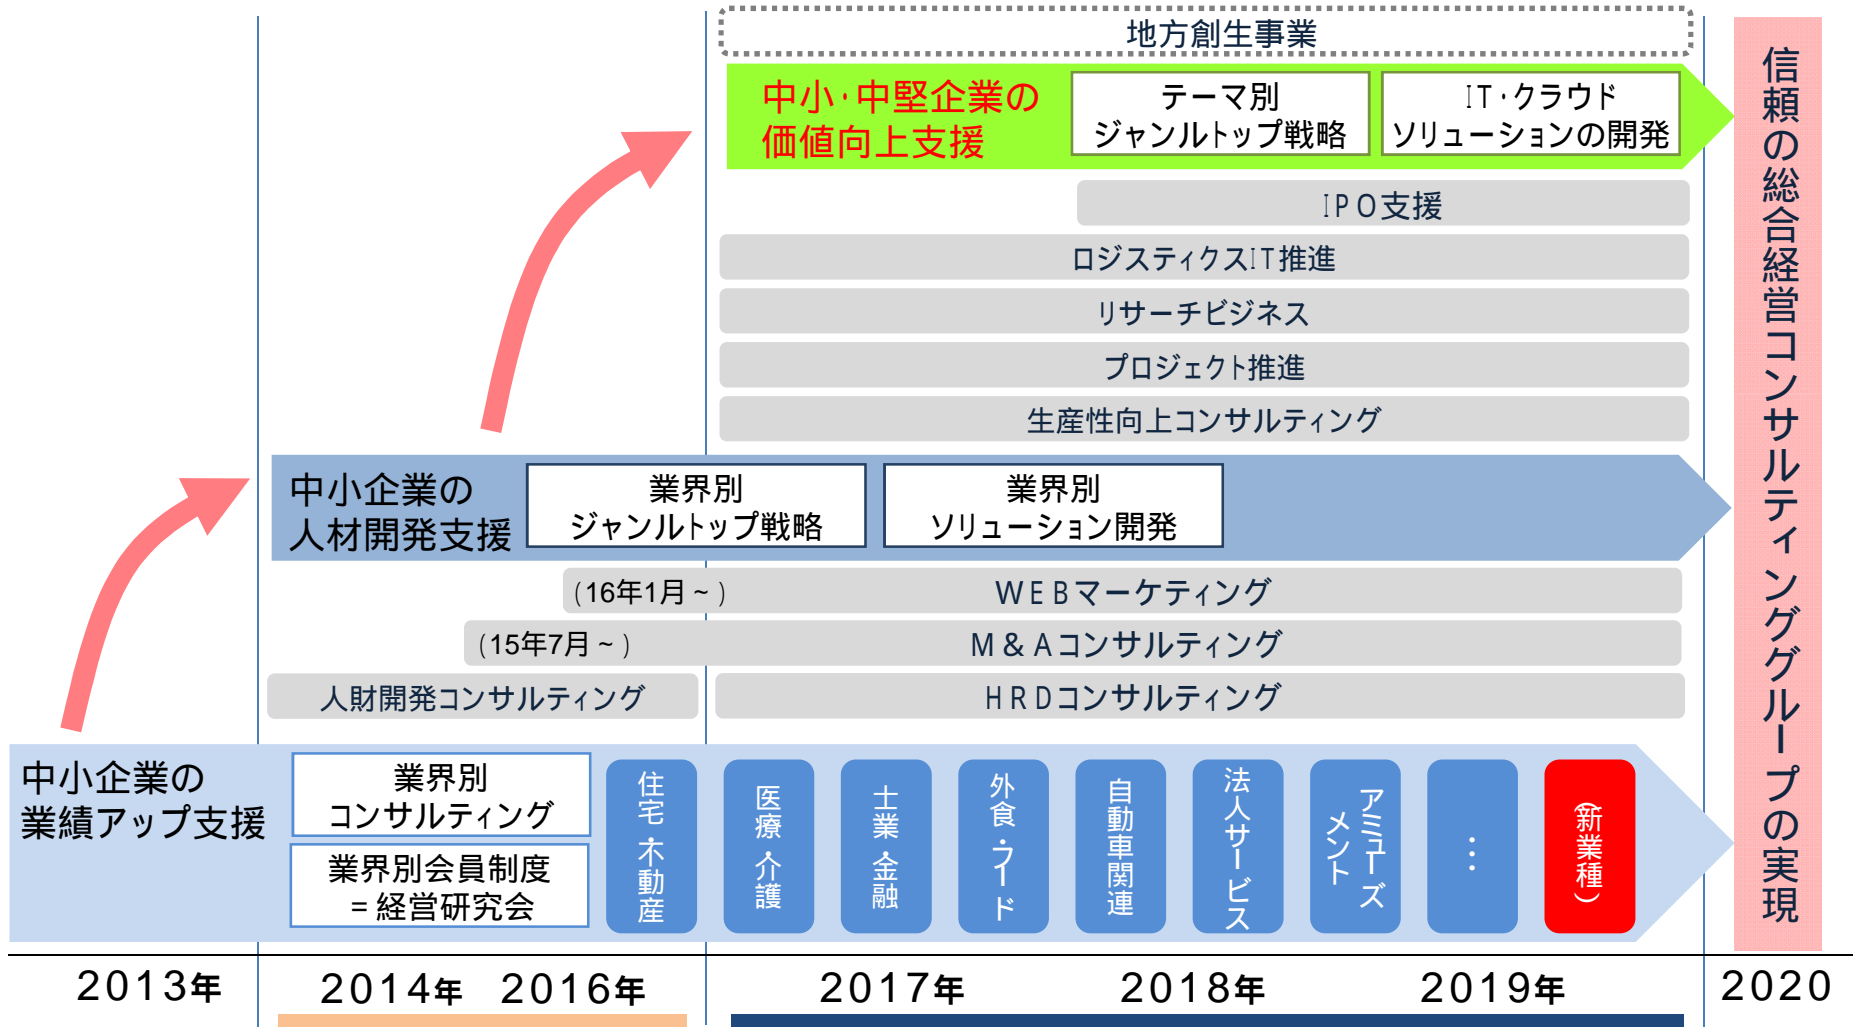 地方創生事業
中小・中堅企業の
価値向上支援
テーマ別
ジャンルトップ戦略
IT・クラウド
ソリューションの開発
IPO支援
ロジスティクスIT推進
リサーチビジネス
プロジェクト推進
生産性向上コンサルティング
中小企業の
人材開発支援
業界別
ジャンルトップ戦略
業界別
ソリューション開発
(16年1月~) WEBマーケティング
(15年7月~) M&Aコンサルティング
人財開発コンサルティング
HRDコンサルティング
中小企業の
業績アップ支援
業界別
コンサルティング
業界別会員制度
=経営研究会
住宅・不動産
医療・介護
士業・金融
外食・フード
自動車関連
法人サービス
アミューズ
メント
…
(新業種)
信頼の総合経営コンサルティンググループの実現
2013年
2014年 2016年
2017年
2018年
2019年
2020